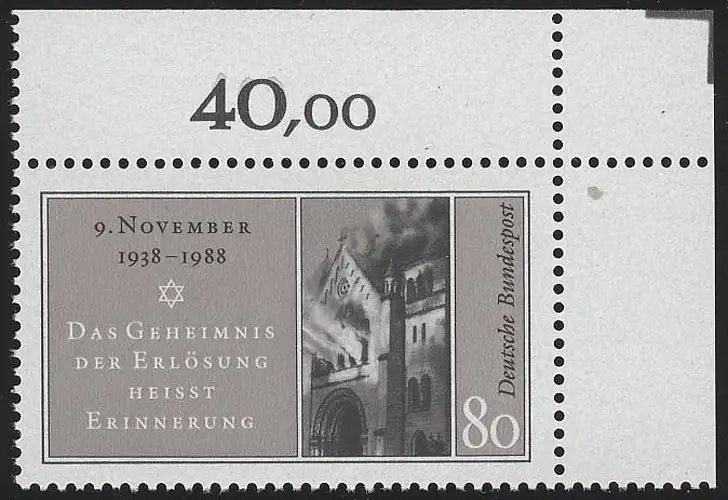 40,00
9. NOVEMBER
1938–1988
DAS GEHEIMNIS
DER ERLÖSUNG
HEISST
ERINNERUNG
Deutsche Bundespost
80